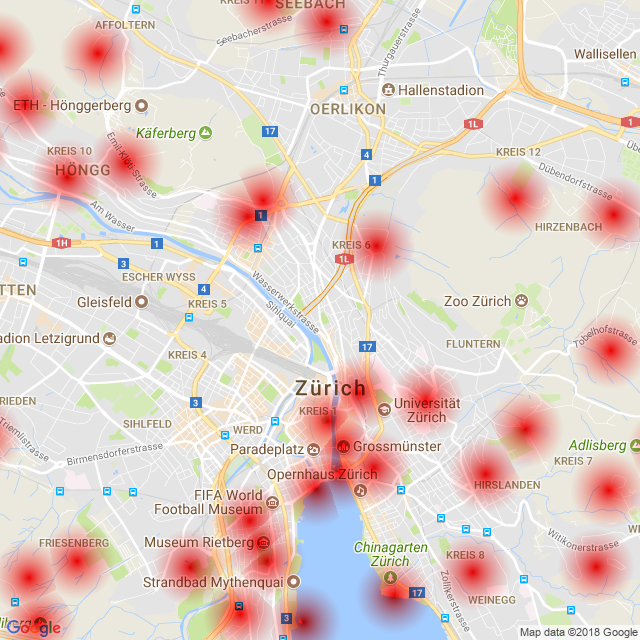 SEEBACH
AFFOLTERN
Seebacherstrasse
Thurgauerstrasse
Wallisellen
Hallenstadion
ETH - Hönggerberg
OERLIKON
17
1L
1
Käferberg
4
KREIS 10
Emil-Klöti-Strasse
KREIS 12
HÖNGG
1
Dübendorfstrasse
Am Wasser
1
HIRZENBACH
1H
1
KREIS 6
3
1L
ESCHER WYSS
TTEN
4
Wasserwerkstrasse
Gleisfeld
KREIS 5
Zoo Zürich
Sihlquai
Tobelhofstrasse
adion Letzigrund
17
FLUNTERN
KREIS 4
Zürich
RIEDEN
3
KREIS 1
Universität
Zürich
Triemlistrasse
SIHLFELD
WERD
Birmensdorferstrasse
Paradeplatz
Grossmünster
Adlisberg
KREIS 7
Opernhaus Zürich
HIRSLANDEN
FIFA World
Football Museum
Witikonerstrasse
FRIESENBERG
Museum Rietberg
Chinagarten
Zürich
KREIS 8
Strandbad Mythenquai
Zollikerstrasse
17
WEINEGG
3
Google
Map data ©2018 Google